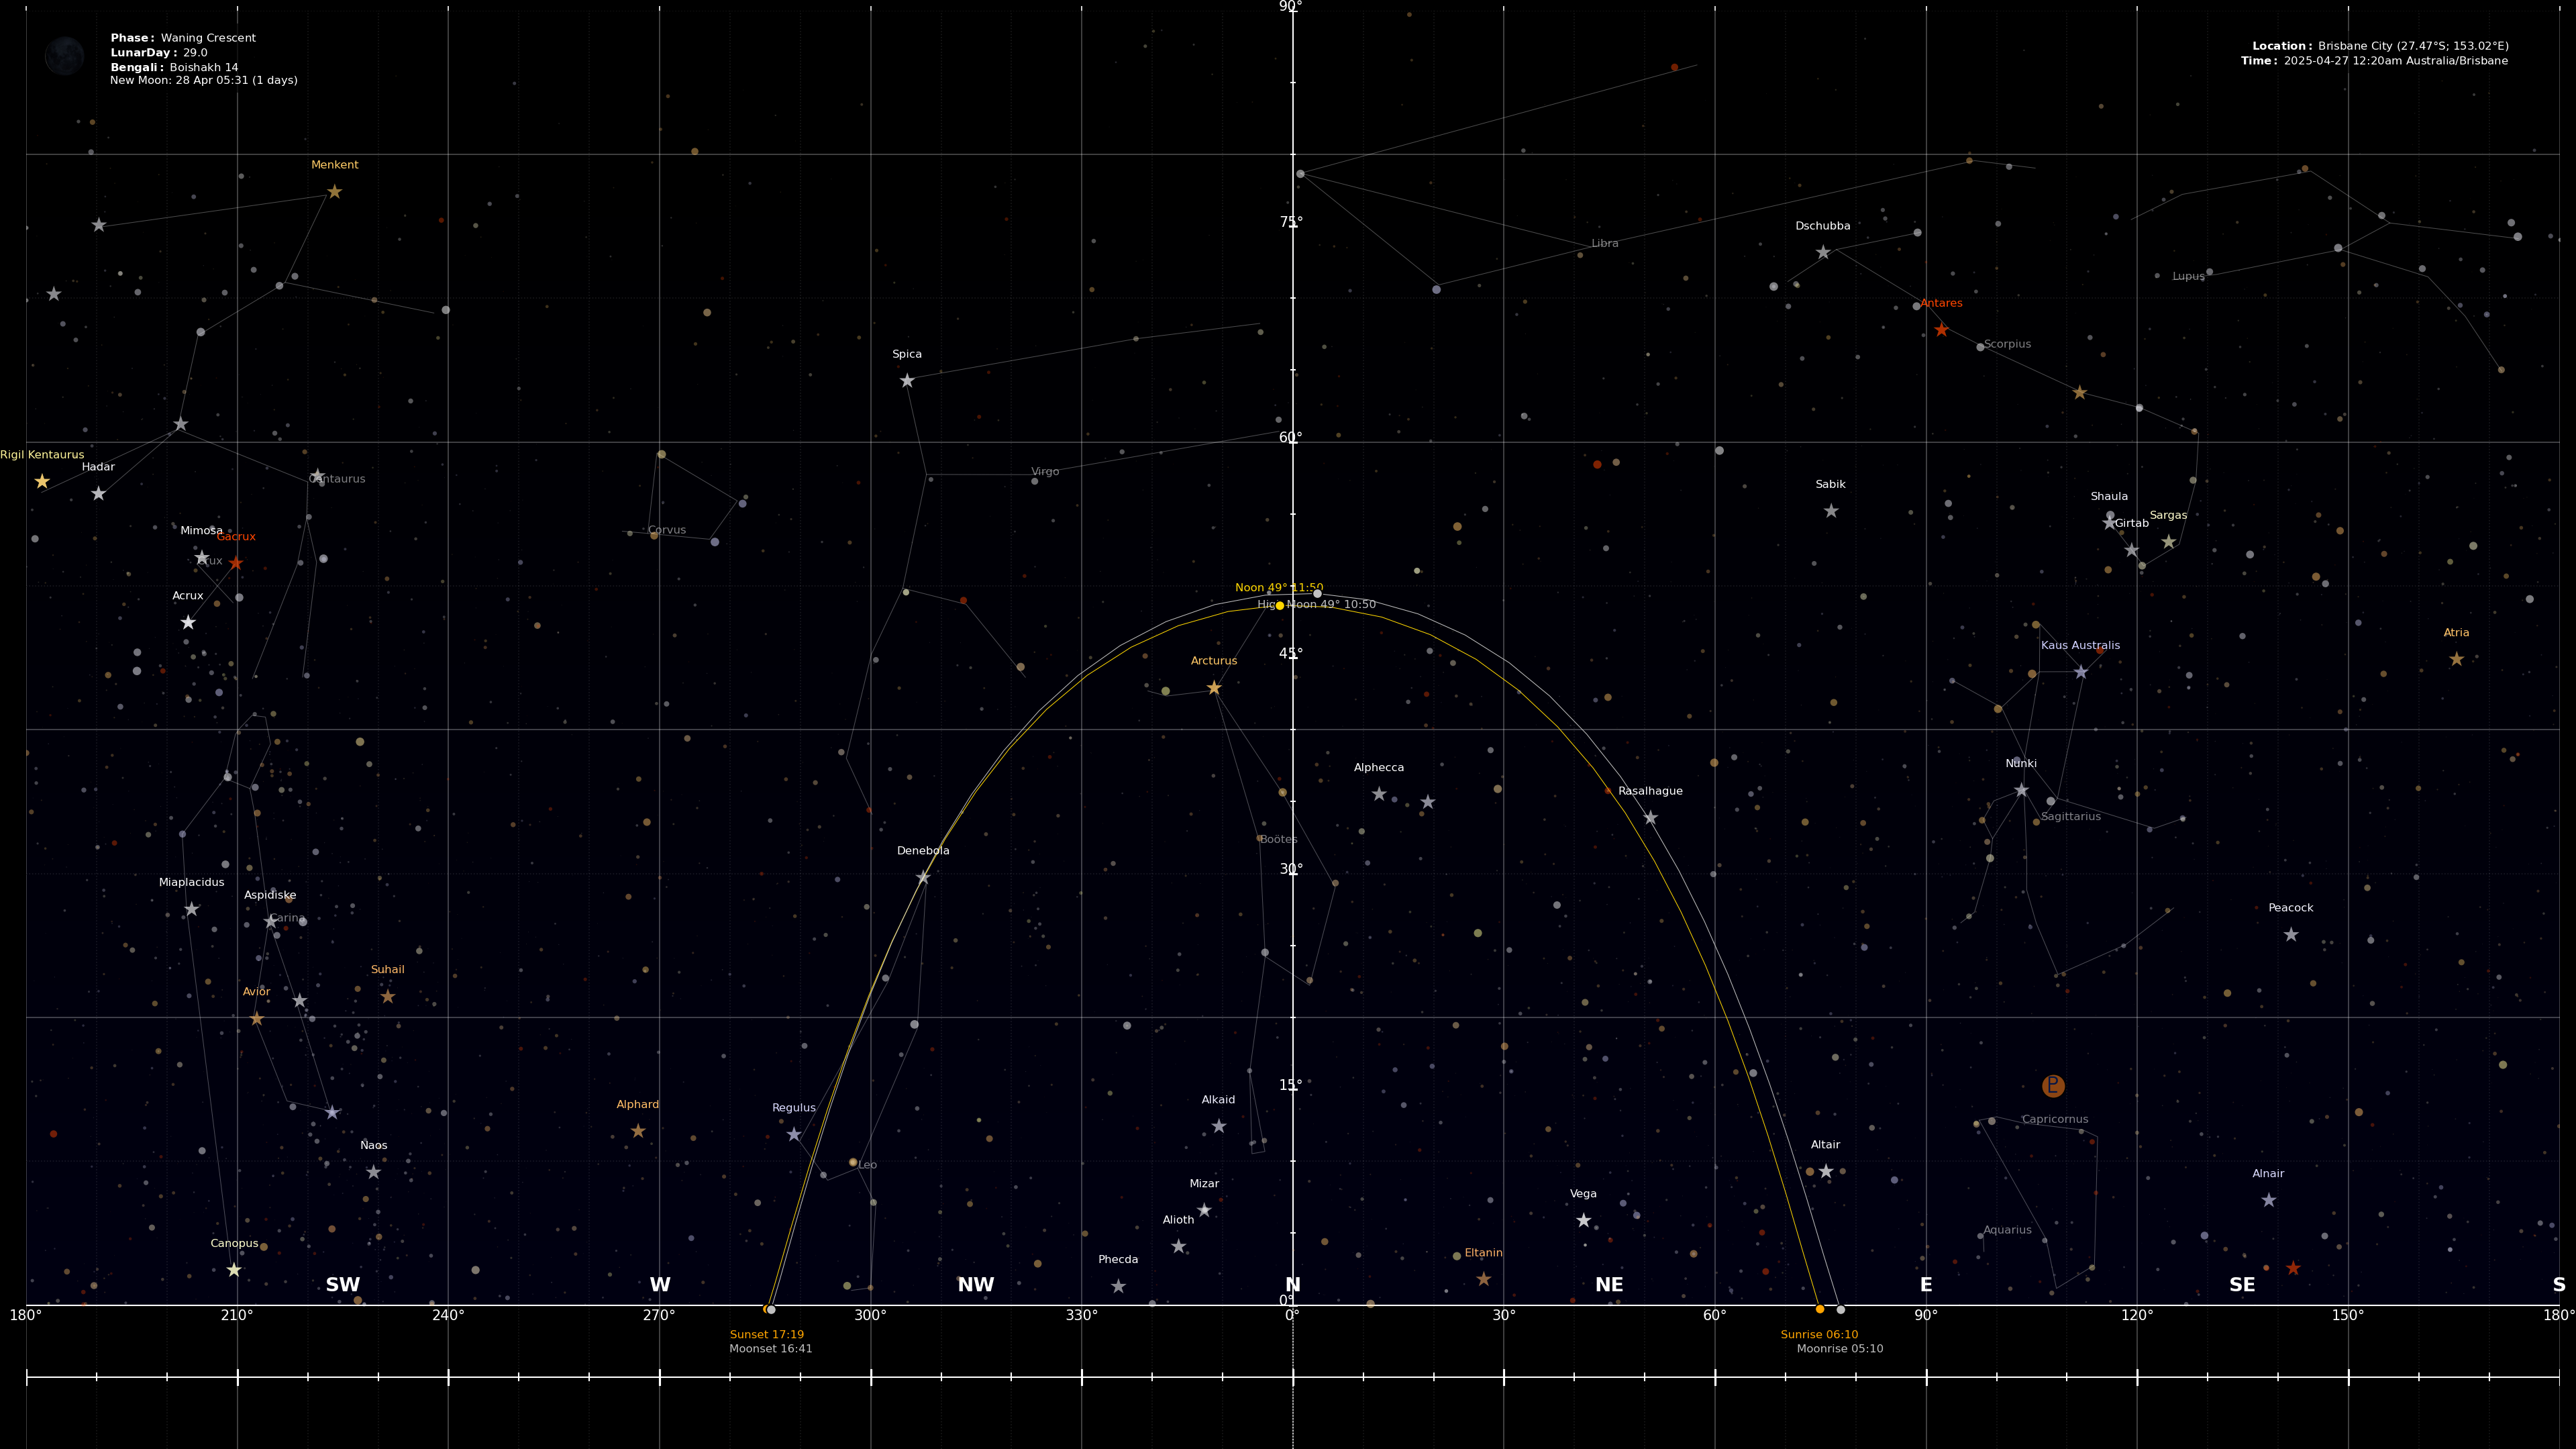 90°
Phase: Waning Crescent
LunarDay: 29.0
Bengali: Boishakh 14
New Moon: 28 Apr 05:31 (1 days)
Location: Brisbane City (27.47°S; 153.02°E)
Time: 2025-04-27 12:20am Australia/Brisbane
Menkent
75°
Dschubba
Libra
Lupus
Antares
Scorpius
Spica
60°
Rigil Kentaurus
Hadar
Centaurus
Virgo
Sabik
Shaula
Girtab
Sargas
Mimosa
Gacrux
Crux
Corvus
Acrux
Noon 49° 11:50
High Moon 49° 10:50
Atria
Kaus Australis
45°
Arcturus
Alphecca
Nunki
Rasalhague
Sagittarius
Boötes
Denebola
30°
Miaplacidus
Aspidiske
Carina
Peacock
Suhail
Avior
15°
P
Alphard
Regulus
Alkaid
Capricornus
Naos
Altair
Leo
Mizar
Vega
Alnair
Alioth
Aquarius
Canopus
Phecda
Eltanin
SW W NW N NE E SE S
0°
180° 210° 240° 270° 300° 330° 0° 30° 60° 90° 120° 150° 180°
Sunset 17:19
Moonset 16:41
Sunrise 06:10
Moonrise 05:10